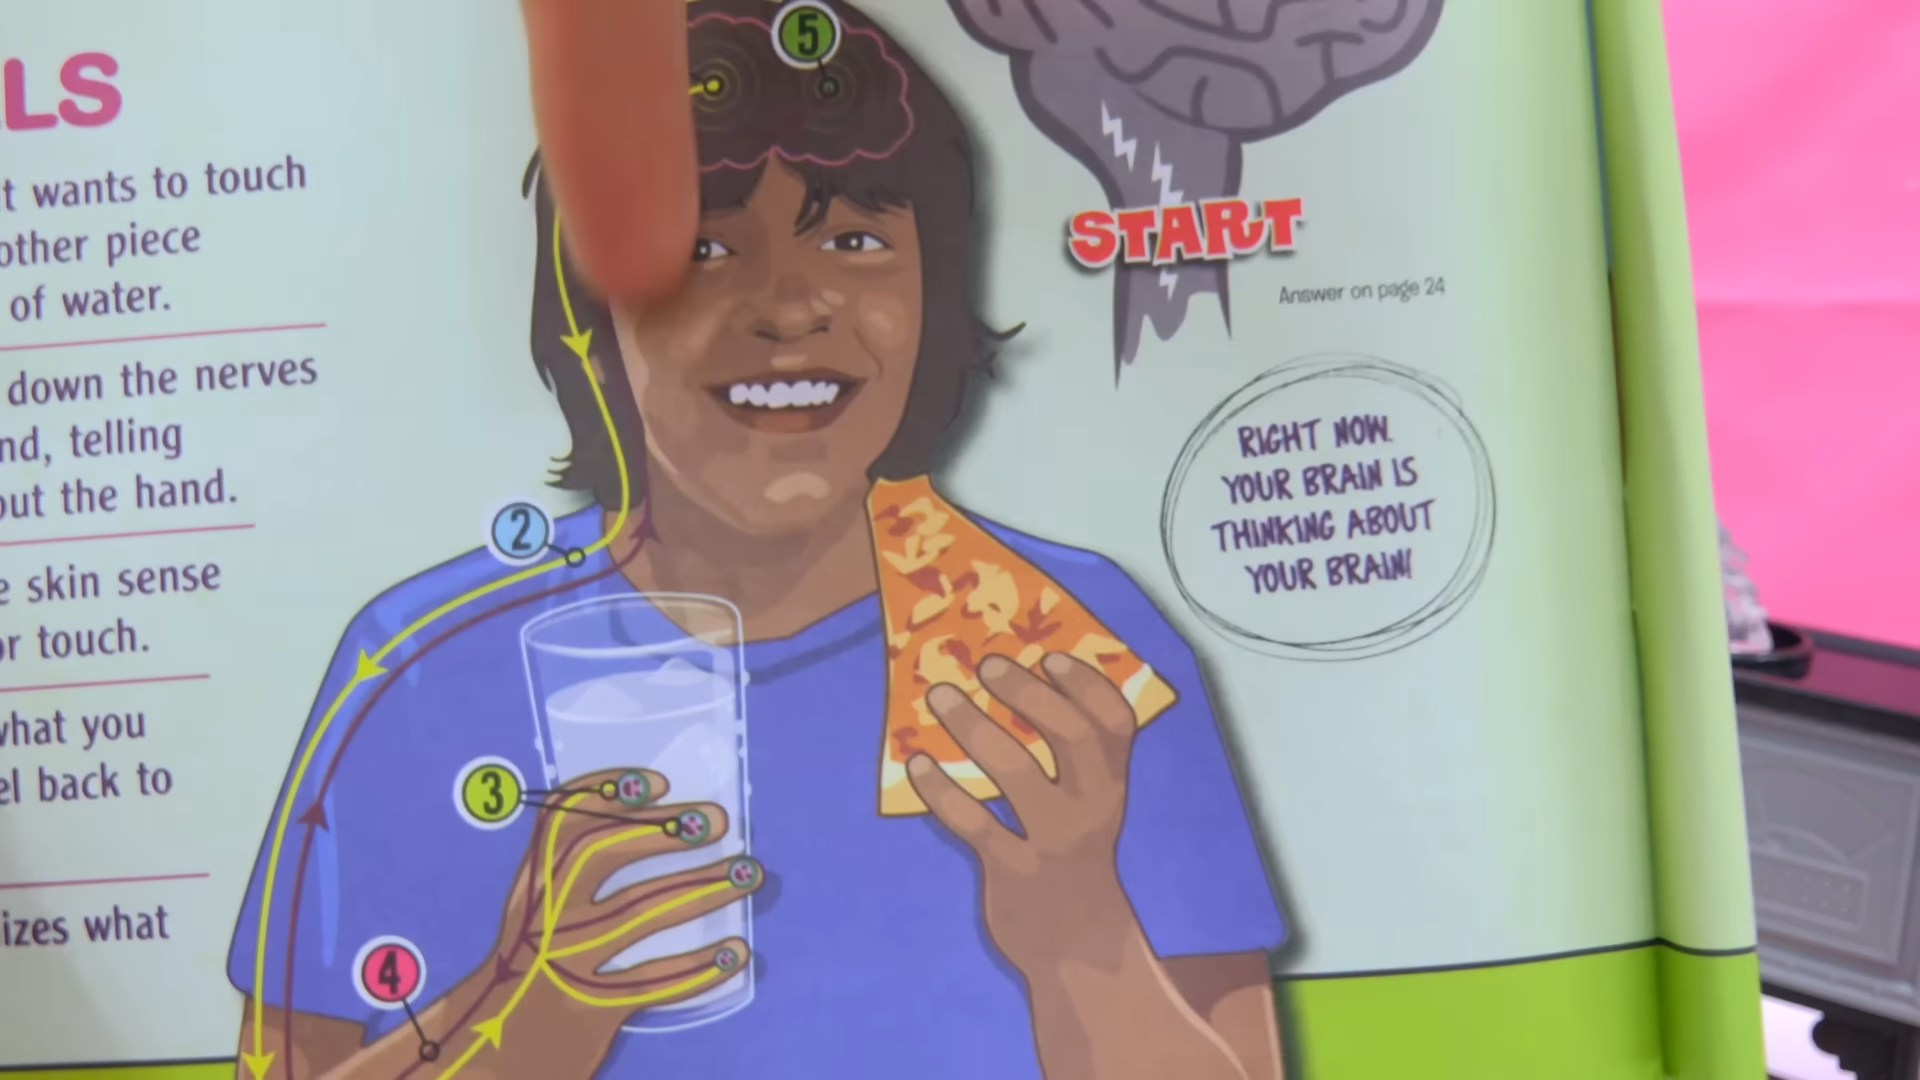 LS
t wants to touch
other piece
of water.
down the nerves
nd, telling
out the hand.
e skin sense
or touch.
what you
el back to
izes what
5
2
3
4
START
Answer on page 24
RIGHT NOW
YOUR BRAIN IS
THINKING ABOUT
YOUR BRAIN!